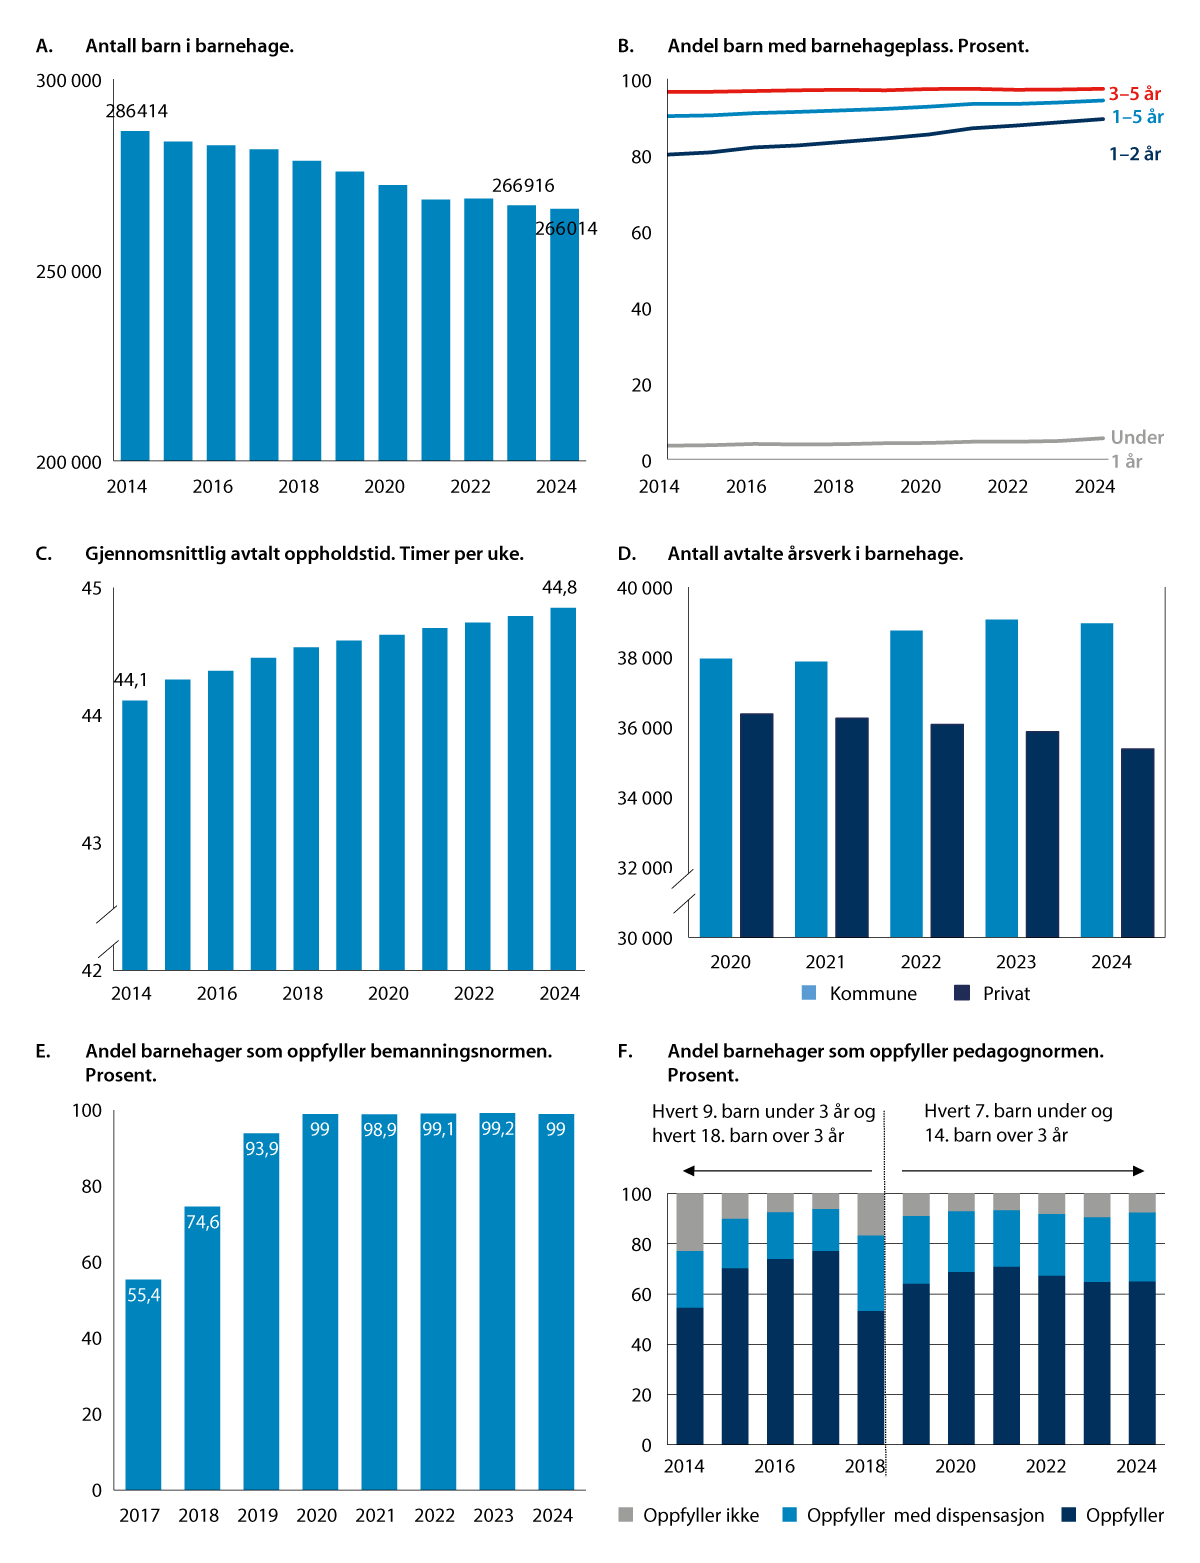 A. Antall barn i barnehage.
300 000
286 414
266 916
266 014
250 000
200 000
2014 2016 2018 2020 2022 2024
B. Andel barn med barnehageplass. Prosent.
100
3–5 år
1–5 år
80
1–2 år
60
40
20
Under
0
1 år
2014 2016 2018 2020 2022 2024
C. Gjennomsnittlig avtalt oppholdstid. Timer per uke.
45
44,8
44,1
44
43
42
2014 2016 2018 2020 2022 2024
D. Antall avtalte årsverk i barnehage.
40 000
38 000
36 000
34 000
32 000
30 000
2020 2021 2022 2023 2024
Kommune Privat
E. Andel barnehager som oppfyller bemanningsnormen.
Prosent.
100
99 98,9 99,1 99,2 99
93,9
80
74,6
60
55,4
40
20
0
2017 2018 2019 2020 2021 2022 2023 2024
F. Andel barnehager som oppfyller pedagognormen.
Prosent.
Hvert 9. barn under 3 år og
hvert 18. barn over 3 år
Hvert 7. barn under og
14. barn over 3 år
100
80
60
40
20
0
2014 2016 2018 2020 2022 2024
Oppfyller ikke Oppfyller med dispensasjon Oppfyller